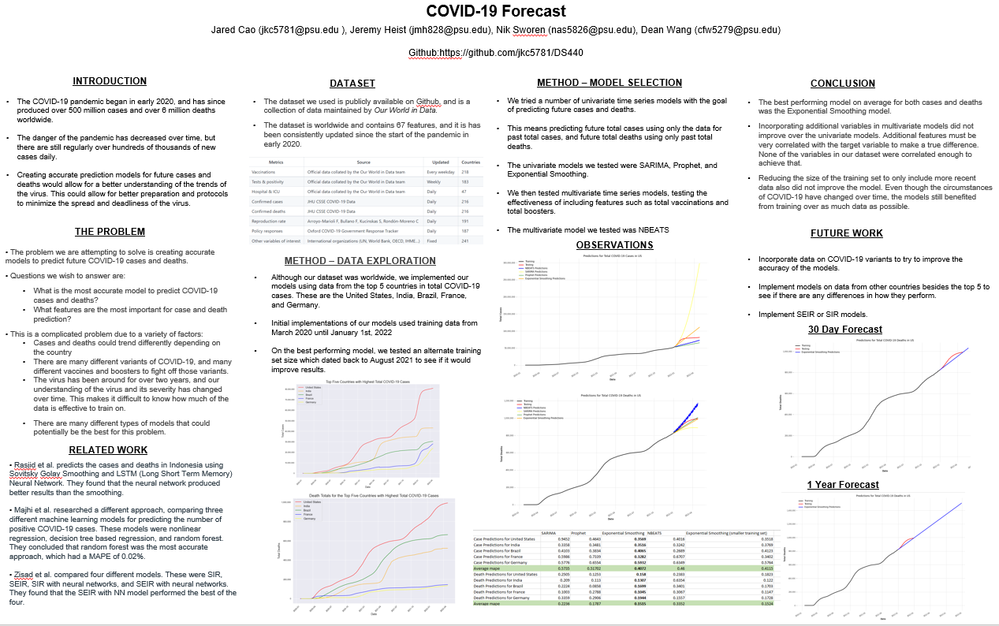 COVID-19 Forecast
Jared Cao (jkc5781@psu.edu ), Jeremy Heist (jmh828@psu.edu), Nik Sworen (nas5826@psu.edu), Dean Wang (cfw5279@psu.edu)
Github:https://github.com/jkc5781/DS440
INTRODUCTION
• The COVID-19 pandemic began in early 2020, and has since
produced over 500 million cases and over 6 million deaths
worldwide.
• The danger of the pandemic has decreased over time, but
there are still regularly over hundreds of thousands of new
cases daily.
• Creating accurate prediction models for future cases and
deaths would allow for a better understanding of the trends of
the virus. This could allow for better preparation and protocols
to minimize the spread and deadliness of the virus.
THE PROBLEM
• The problem we are attempting to solve is creating accurate
models to predict future COVID-19 cases and deaths.
• Questions we wish to answer are:
• What is the most accurate model to predict COVID-19
cases and deaths?
• What features are the most important for case and death
prediction?
• This is a complicated problem due to a variety of factors:
• Cases and deaths could trend differently depending on
the country
• There are many different variants of COVID-19, and many
different vaccines and boosters to fight off those variants.
• The virus has been around for over two years, and our
understanding of the virus and its severity has changed
over time. This makes it difficult to know how much of the
data is effective to train on.
• There are many different types of models that could
potentially be the best for this problem.
RELATED WORK
• Rasjid et al. predicts the cases and deaths in Indonesia using
Sovitsky Golay Smoothing and LSTM (Long Short Term Memory)
Neural Network. They found that the neural network produced
better results than the smoothing.
• Majhi et al. researched a different approach, comparing three
different machine learning models for predicting the number of
positive COVID-19 cases. These models were nonlinear
regression, decision tree based regression, and random forest.
They concluded that random forest was the most accurate
approach, which had a MAPE of 0.02%.
• Zisad et al. compared four different models. These were SIR,
SEIR, SIR with neural networks, and SEIR with neural networks.
They found that the SEIR with NN model performed the best of the
four.
DATASET
• The dataset we used is publicly available on Github, and is a
collection of data maintained by Our World in Data.
• The dataset is worldwide and contains 67 features, and it is has
been consistently updated since the start of the pandemic in
early 2020.
Metrics Source Updated Countries
Vaccinations Official data collated by the Our World in Data team Every weekday 218
Tests & positivity Official data collated by the Our World in Data team Weekly 183
Hospital & ICU Official data collated by the Our World in Data team Daily 47
Confirmed cases JHU CSSE COVID-19 Data Daily 216
Confirmed deaths JHU CSSE COVID-19 Data Daily 216
Reproduction rate Arroyo-Marioli F, Bullano F, Kucinskas S, Rondón-Moreno C Daily 191
Policy responses Oxford COVID-19 Government Response Tracker Daily 187
Other variables of interest International organizations (UN, World Bank, OECD, IHME...) Fixed 241
METHOD – DATA EXPLORATION
• Although our dataset was worldwide, we implemented our
models using data from the top 5 countries in total COVID-19
cases. These are the United States, India, Brazil, France,
and Germany.
• Initial implementations of our models used training data from
March 2020 until January 1st, 2022
• On the best performing model, we tested an alternate training
set size which dated back to August 2021 to see if it would
improve results.
Top Five Countries with Highest Total COVID-19 Cases
United States
India
Brazil
France
Germany
Total Cases
Date
Death Totals for the Top Five Countries with Highest Total COVID-19 Cases
United States
India
Brazil
France
Germany
Total Deaths
Date
METHOD – MODEL SELECTION
• We tried a number of univariate time series models with the goal
of predicting future cases and deaths.
• This means predicting future total cases using only the data for
past total cases, and future total deaths using only past total
deaths.
• The univariate models we tested were SARIMA, Prophet, and
Exponential Smoothing.
• We then tested multivariate time series models, testing the
effectiveness of including features such as total vaccinations and
total boosters.
• The multivariate model we tested was NBEATS
OBSERVATIONS
Predictions for Total COVID-19 Cases in US
Training
Testing
NBEATS Predictions
SARIMA Predictions
Prophet Predictions
Exponential Smoothing Predictions
Total Cases
Date
Predictions for Total COVID-19 Deaths in US
Training
Testing
NBEATS Predictions
SARIMA Predictions
Prophet Predictions
Exponential Smoothing Predictions
Total Deaths
Date
SARIMA Prophet Exponential Smoothing NBEATS Exponential Smoothing (smaller training set)
Case Predictions for United States 0.9452 0.4643 0.3569 0.4016 0.3518
Case Predictions for India 0.3358 0.3481 0.3516 0.3242 0.3769
Case Predictions for Brazil 0.4103 0.3834 0.4065 0.2689 0.4123
Case Predictions for France 0.5988 0.7339 0.3282 0.6707 0.3402
Case Predictions for Germany 0.5776 0.6554 0.5932 0.6349 0.5764
Average mape 0.5735 0.51702 0.4072 0.46 0.4115
Death Predictions for United States 0.2505 0.1253 0.158 0.2383 0.1823
Death Predictions for India 0.209 0.113 0.1307 0.6354 0.122
Death Predictions for Brazil 0.2224 0.0858 0.1699 0.3401 0.1703
Death Predictions for France 0.1003 0.2788 0.1045 0.3067 0.1147
Death Predictions for Germany 0.3359 0.2906 0.1944 0.1557 0.1728
Average mape 0.2236 0.1787 0.1515 0.3352 0.1524
CONCLUSION
• The best performing model on average for both cases and deaths
was the Exponential Smoothing model.
• Incorporating additional variables in multivariate models did not
improve over the univariate models. Additional features must be
very correlated with the target variable to make a true difference.
None of the variables in our dataset were correlated enough to
achieve that.
• Reducing the size of the training set to only include more recent
data also did not improve the model. Even though the circumstances
of COVID-19 have changed over time, the models still benefited
from training over as much data as possible.
FUTURE WORK
• Incorporate data on COVID-19 variants to try to improve the
accuracy of the models.
• Implement models on data from other countries besides the top 5 to
see if there are any differences in how they perform.
• Implement SEIR or SIR models.
30 Day Forecast
Predictions for Total COVID-19 Deaths in US
Training
Testing
Exponential Smoothing Predictions
Total Deaths
Date
1 Year Forecast
Predictions for Total COVID-19 Deaths in US
Training
Testing
Exponential Smoothing Predictions
Total Deaths
Date